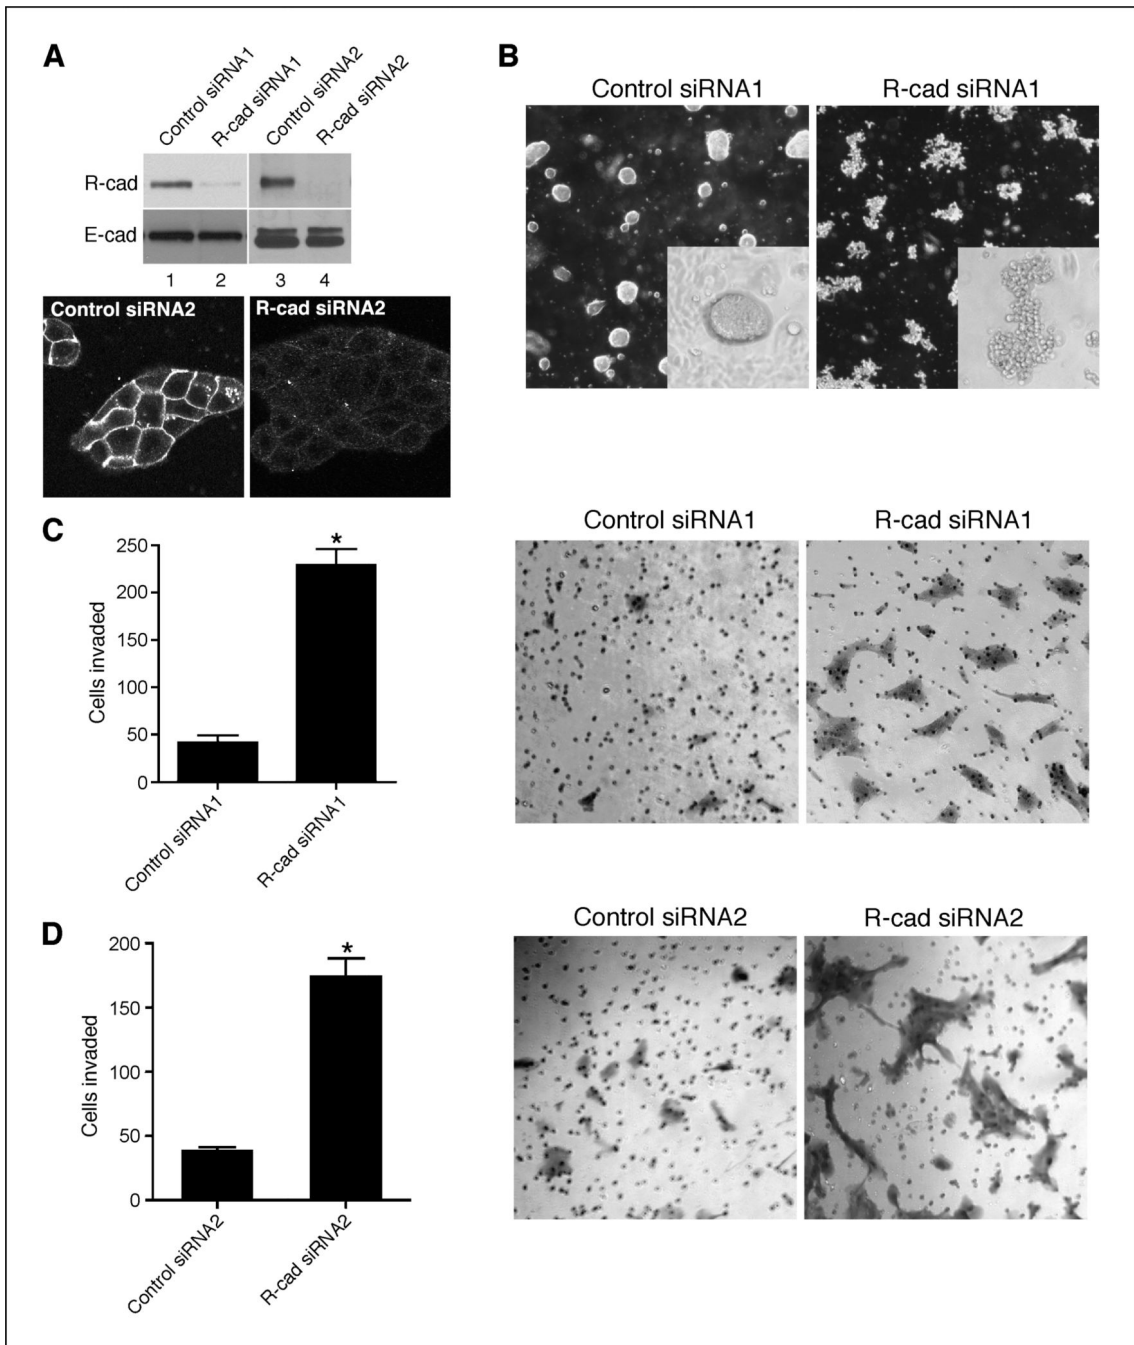 A
Control siRNA1
R-cad siRNA1
Control siRNA2
R-cad siRNA2
R-cad
E-cad
1 2 3 4
Control siRNA2
R-cad siRNA2
B
Control siRNA1
R-cad siRNA1
C
250
200
150
100
50
0
Cells invaded
*
Control siRNA1
R-cad siRNA1
Control siRNA1
R-cad siRNA1
D
200
150
100
50
0
Cells invaded
*
Control siRNA2
R-cad siRNA2
Control siRNA2
R-cad siRNA2